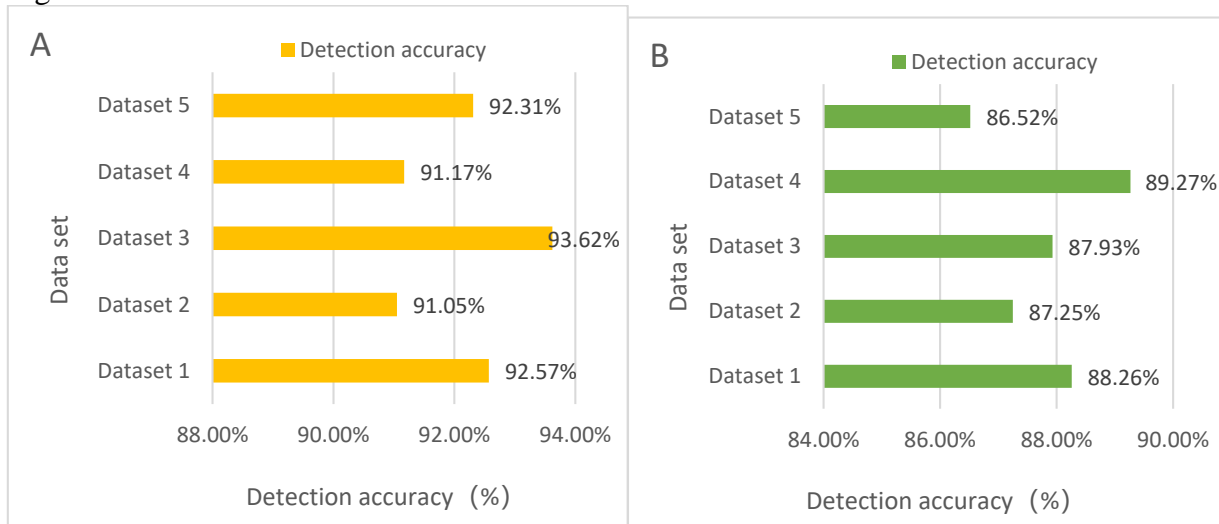 A
Detection accuracy
Data set
Dataset 5
92.31%
Dataset 4
91.17%
Dataset 3
93.62%
Dataset 2
91.05%
Dataset 1
92.57%
88.00% 90.00% 92.00% 94.00%
Detection accuracy（%）
B
Detection accuracy
Data set
Dataset 5
86.52%
Dataset 4
89.27%
Dataset 3
87.93%
Dataset 2
87.25%
Dataset 1
88.26%
84.00% 86.00% 88.00% 90.00%
Detection accuracy（%）